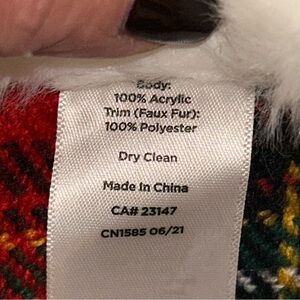 Body:
100% Acrylic
Trim (Faux Fur):
100% Polyester
Dry Clean
Made In China
CA# 23147
CN1585 06/21